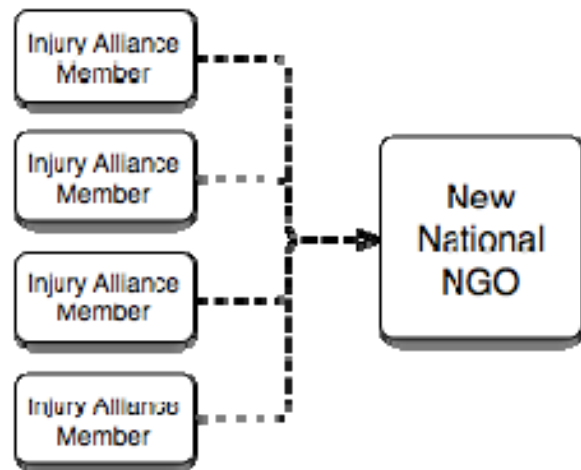 Injury Alliance
Member
Injury Alliance
Member
Injury Alliance
Member
Injury Alliance
Member
New
National
NGO